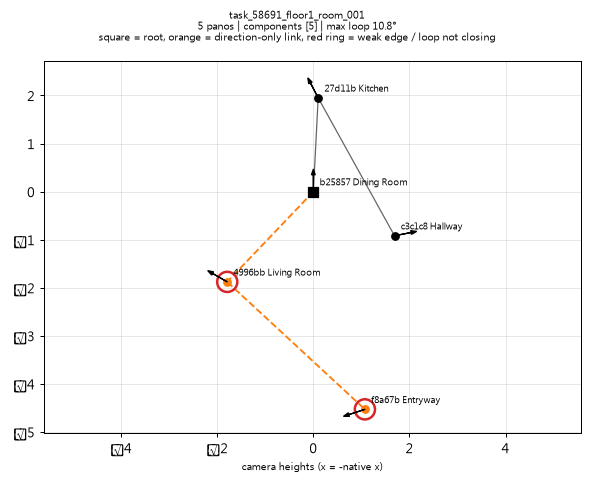 task_58691_floor1_room_001
5 panos | components [5] | max loop 10.8°
square = root, orange = direction-only link, red ring = weak edge / loop not closing
27d11b Kitchen
b25857 Dining Room
c3c1c8 Hallway
4996bb Living Room
f8a67b Entryway
2
1
0
√1
√2
√3
√4
√5
√4 √2 0 2 4
camera heights (x = -native x)